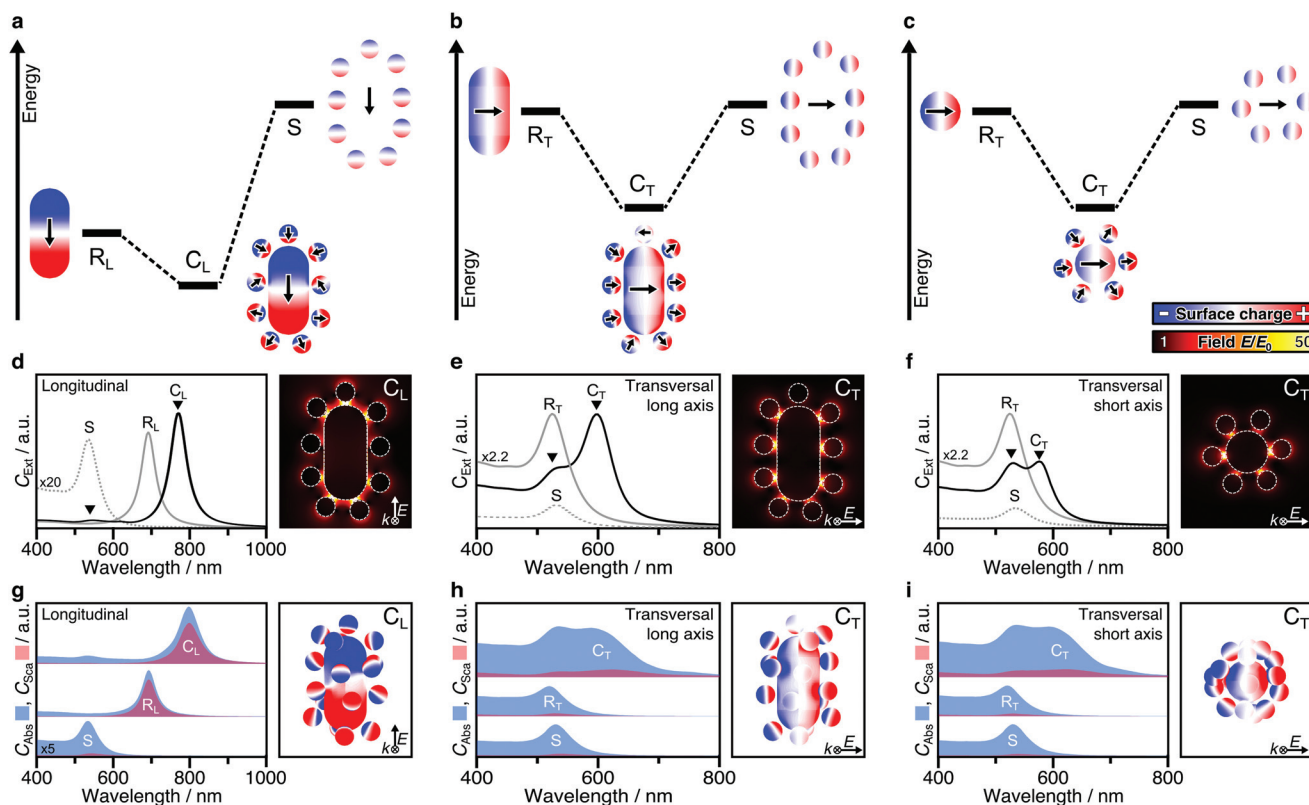 a
Energy
R_L
C_L
S
b
Energy
R_T
C_T
S
c
Energy
R_T
C_T
S
- Surface charge +
1 Field E/E_0 50
d
Longitudinal
S
R_L
C_L
x20
C_Ext / a.u.
400 600 800 1000
Wavelength / nm
C_L
E
k⊗
e
Transversal
long axis
R_T
C_T
x2.2
S
C_Ext / a.u.
400 600 800
Wavelength / nm
C_T
k⊗ E
f
Transversal
short axis
R_T
C_T
x2.2
S
C_Ext / a.u.
400 600 800
Wavelength / nm
C_T
k⊗ E
g
Longitudinal
C_L
R_L
S
x5
C_Abs , C_Sca / a.u.
400 600 800 1000
Wavelength / nm
C_L
E
k⊗
h
Transversal
long axis
C_T
R_T
S
C_Abs , C_Sca / a.u.
400 600 800
Wavelength / nm
C_T
k⊗ E
i
Transversal
short axis
C_T
R_T
S
C_Abs , C_Sca / a.u.
400 600 800
Wavelength / nm
C_T
k⊗ E